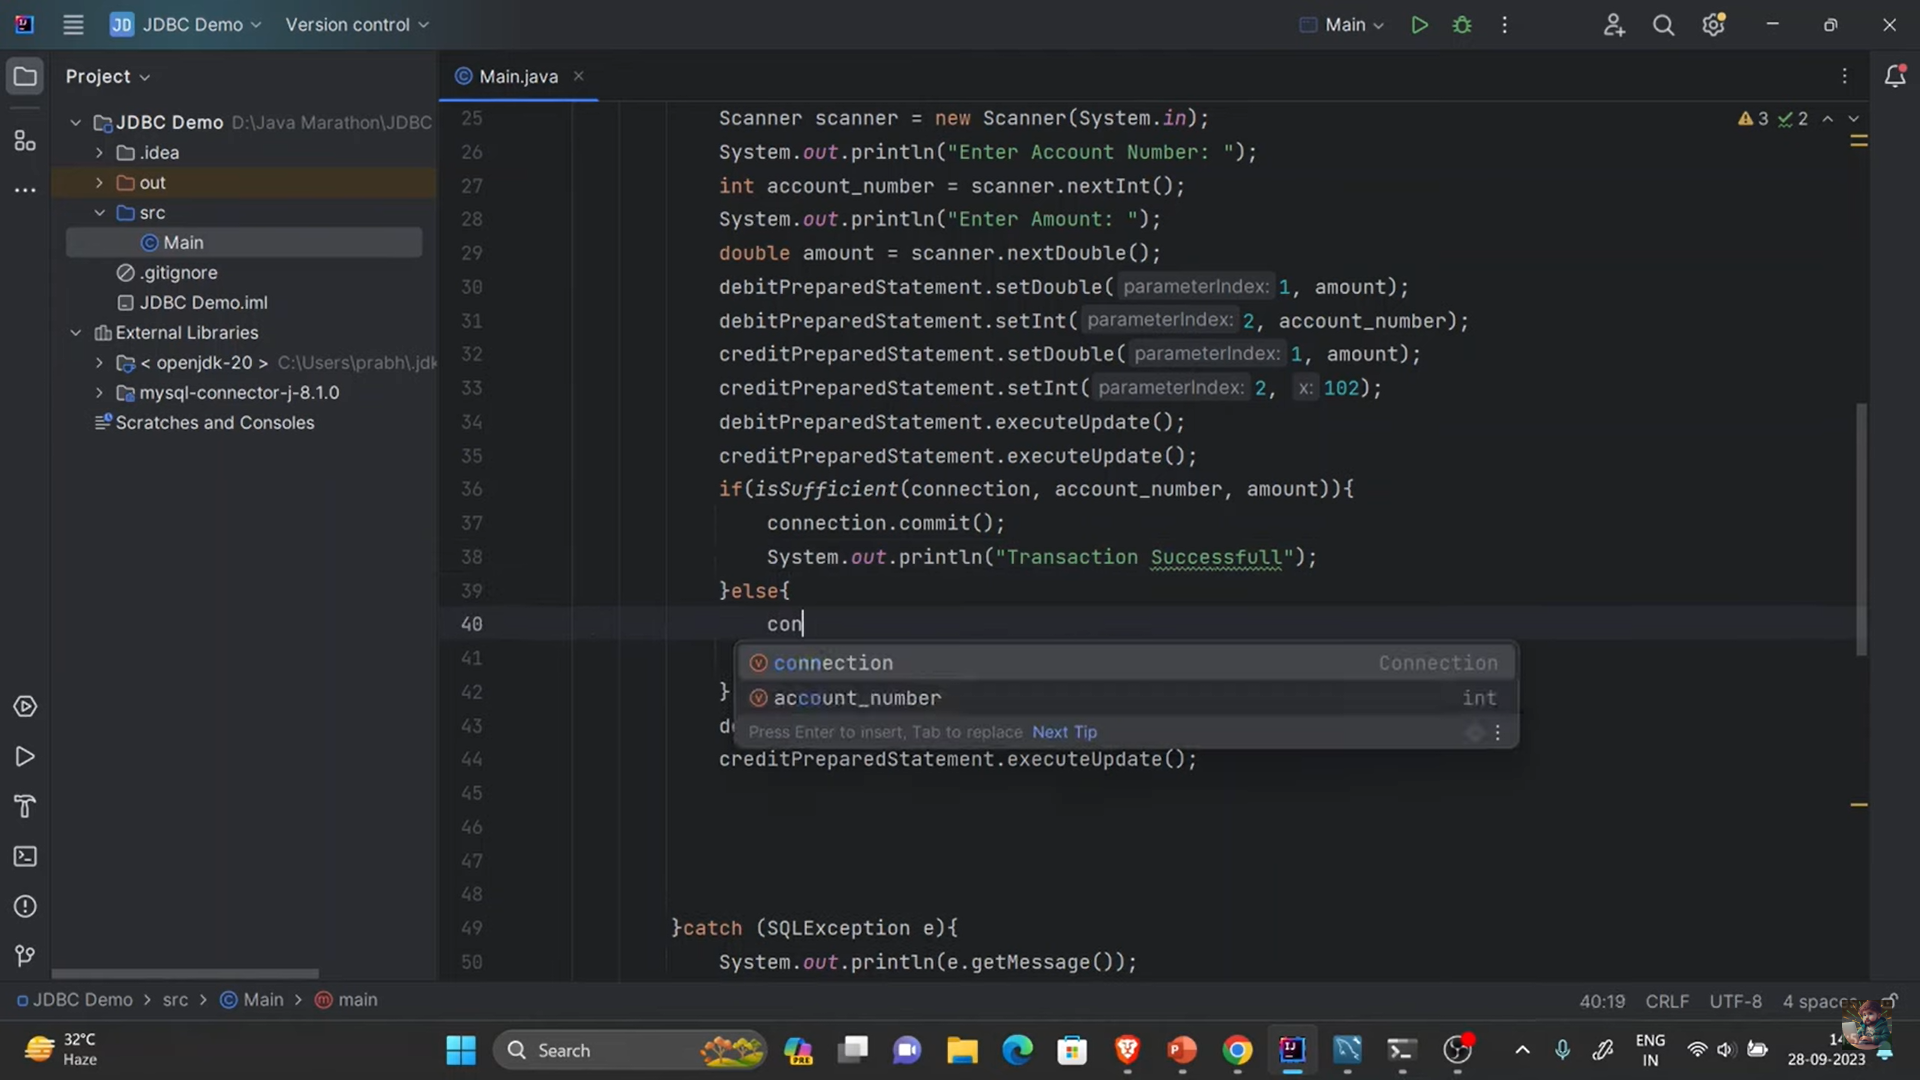 JD JDBC Demo Version control Main
Project
Main.java
JDBC Demo D:\Java Marathon\JDBC
.idea
out
src
Main
.gitignore
JDBC Demo.iml
External Libraries
< openjdk-20 > C:\Users\prabh\.jdk
mysql-connector-j-8.1.0
Scratches and Consoles
3 2
25 Scanner scanner = new Scanner(System.in);
26 System.out.println("Enter Account Number: ");
27 int account_number = scanner.nextInt();
28 System.out.println("Enter Amount: ");
29 double amount = scanner.nextDouble();
30 debitPreparedStatement.setDouble( parameterIndex: 1, amount);
31 debitPreparedStatement.setInt( parameterIndex: 2, account_number);
32 creditPreparedStatement.setDouble( parameterIndex: 1, amount);
33 creditPreparedStatement.setInt( parameterIndex: 2, x: 102);
34 debitPreparedStatement.executeUpdate();
35 creditPreparedStatement.executeUpdate();
36 if(isSufficient(connection, account_number, amount)){
37 connection.commit();
38 System.out.println("Transaction Successfull");
39 }else{
40 con
41 connection Connection
42 } account_number int
43 de Press Enter to insert, Tab to replace Next Tip
44 creditPreparedStatement.executeUpdate();
45
46
47
48
49 }catch (SQLException e){
50 System.out.println(e.getMessage());
JDBC Demo > src > Main > main 40:19 CRLF UTF-8 4 spaces
32°C
Haze
Search
PRE
ENG
IN
28-09-2023